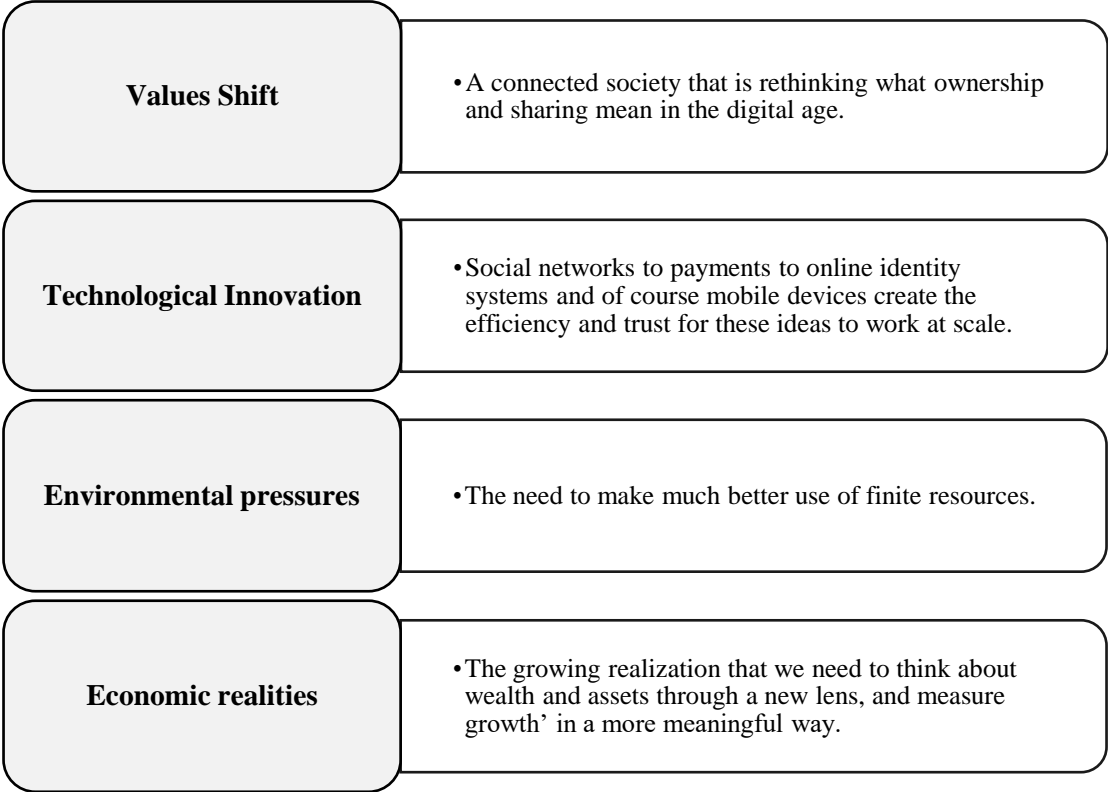 Values Shift
•A connected society that is rethinking what ownership
and sharing mean in the digital age.
Technological Innovation
•Social networks to payments to online identity
systems and of course mobile devices create the
efficiency and trust for these ideas to work at scale.
Environmental pressures
•The need to make much better use of finite resources.
Economic realities
•The growing realization that we need to think about
wealth and assets through a new lens, and measure
growth’ in a more meaningful way.